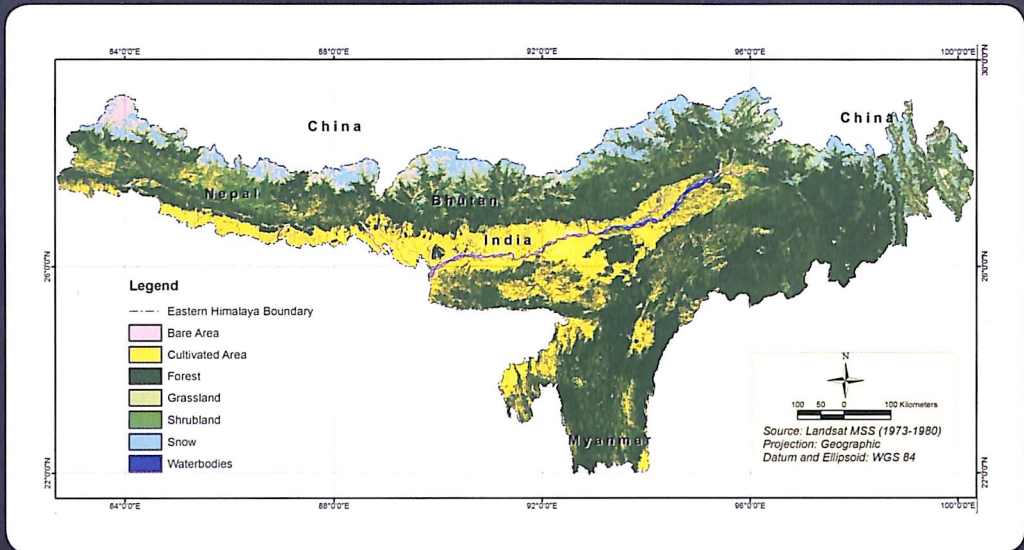 84°0'0"E 88°0'0"E 92°0'0"E 96°0'0"E 100°0'0"E
30°0'0"N
China
China
Nepal
Bhutan
India
26°0'0"N 26°0'0"N
Legend
Eastern Himalaya Boundary
Bare Area
Cultivated Area
Forest
Grassland
Shrubland
Snow
Waterbodies
Myanmar
N
100 50 0 100 Kilometers
Source: Landsat MSS (1973-1980)
Projection: Geographic
Datum and Ellipsoid: WGS 84
22°0'0"N 22°0'0"N
84°0'0"E 88°0'0"E 92°0'0"E 96°0'0"E 100°0'0"E